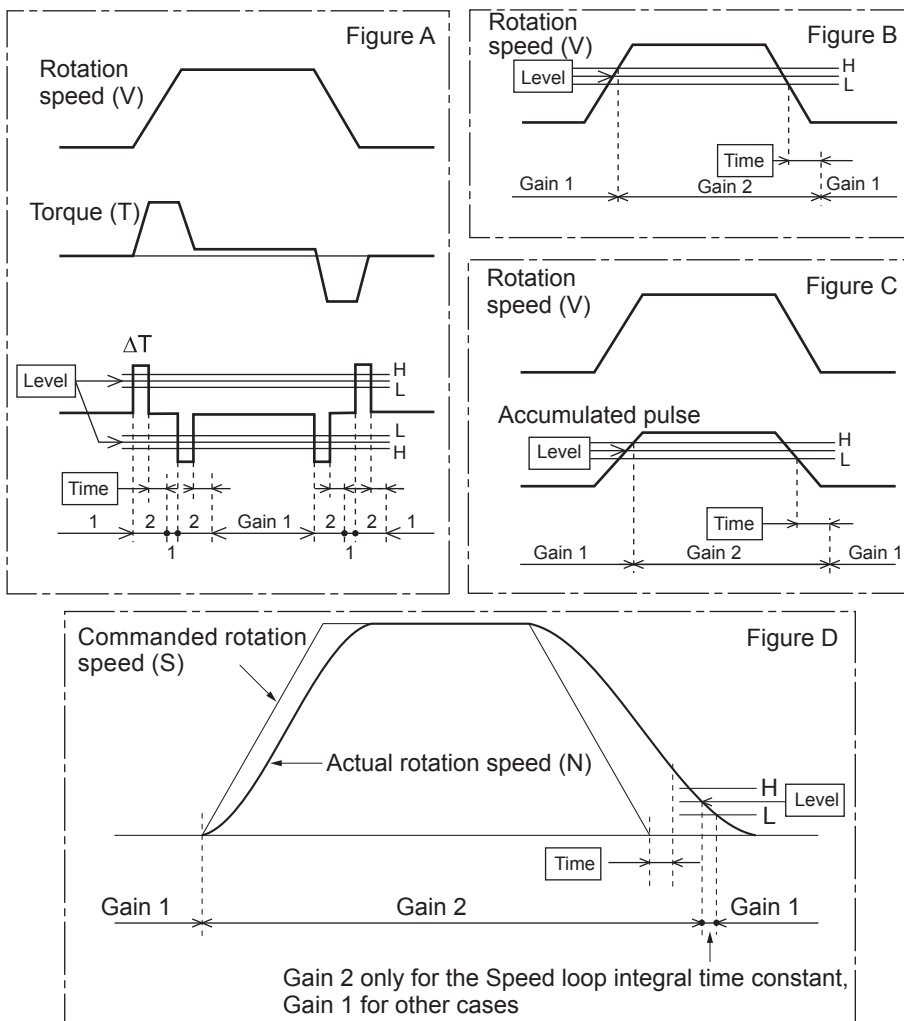 Figure A
Rotation
speed (V)
Torque (T)
ΔT
H
Level
L
L
H
Time
1
2
2
Gain 1
2
2
1
1
1
Rotation
speed (V)
Figure B
H
Level
L
Time
Gain 1
Gain 2
Gain 1
Rotation
speed (V)
Figure C
Accumulated pulse
H
Level
L
Time
Gain 1
Gain 2
Gain 1
Commanded rotation
speed (S)
Figure D
Actual rotation speed (N)
H
Level
L
Time
Gain 1
Gain 2
Gain 1
Gain 2 only for the Speed loop integral time constant,
Gain 1 for other cases